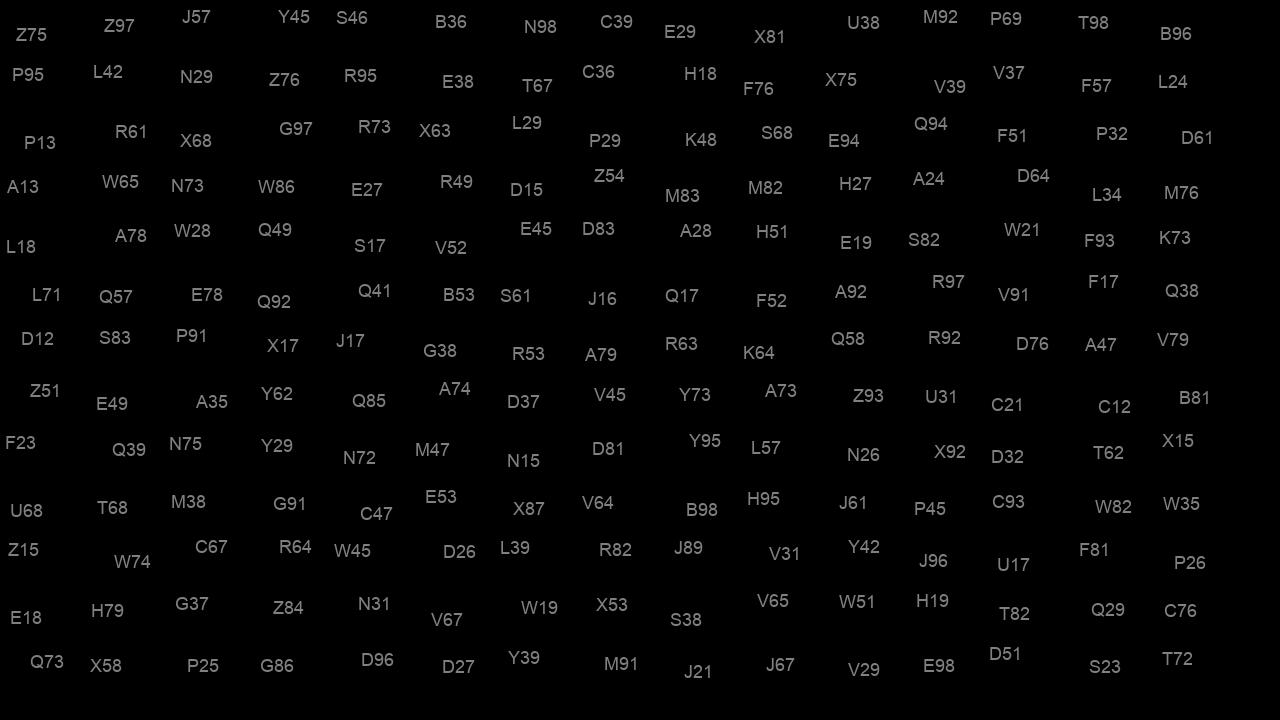 Z75 Z97 J57 Y45 S46 B36 N98 C39 E29 X81 U38 M92 P69 T98 B96
P95 L42 N29 Z76 R95 E38 T67 C36 H18 F76 X75 V39 V37 F57 L24
P13 R61 X68 G97 R73 X63 L29 P29 K48 S68 E94 Q94 F51 P32 D61
A13 W65 N73 W86 E27 R49 D15 Z54 M83 M82 H27 A24 D64 L34 M76
L18 A78 W28 Q49 S17 V52 E45 D83 A28 H51 E19 S82 W21 F93 K73
L71 Q57 E78 Q92 Q41 B53 S61 J16 Q17 F52 A92 R97 V91 F17 Q38
D12 S83 P91 X17 J17 G38 R53 A79 R63 K64 Q58 R92 D76 A47 V79
Z51 E49 A35 Y62 Q85 A74 D37 V45 Y73 A73 Z93 U31 C21 C12 B81
F23 Q39 N75 Y29 N72 M47 N15 D81 Y95 L57 N26 X92 D32 T62 X15
U68 T68 M38 G91 C47 E53 X87 V64 B98 H95 J61 P45 C93 W82 W35
Z15 W74 C67 R64 W45 D26 L39 R82 J89 V31 Y42 J96 U17 F81 P26
E18 H79 G37 Z84 N31 V67 W19 X53 S38 V65 W51 H19 T82 Q29 C76
Q73 X58 P25 G86 D96 D27 Y39 M91 J21 J67 V29 E98 D51 S23 T72